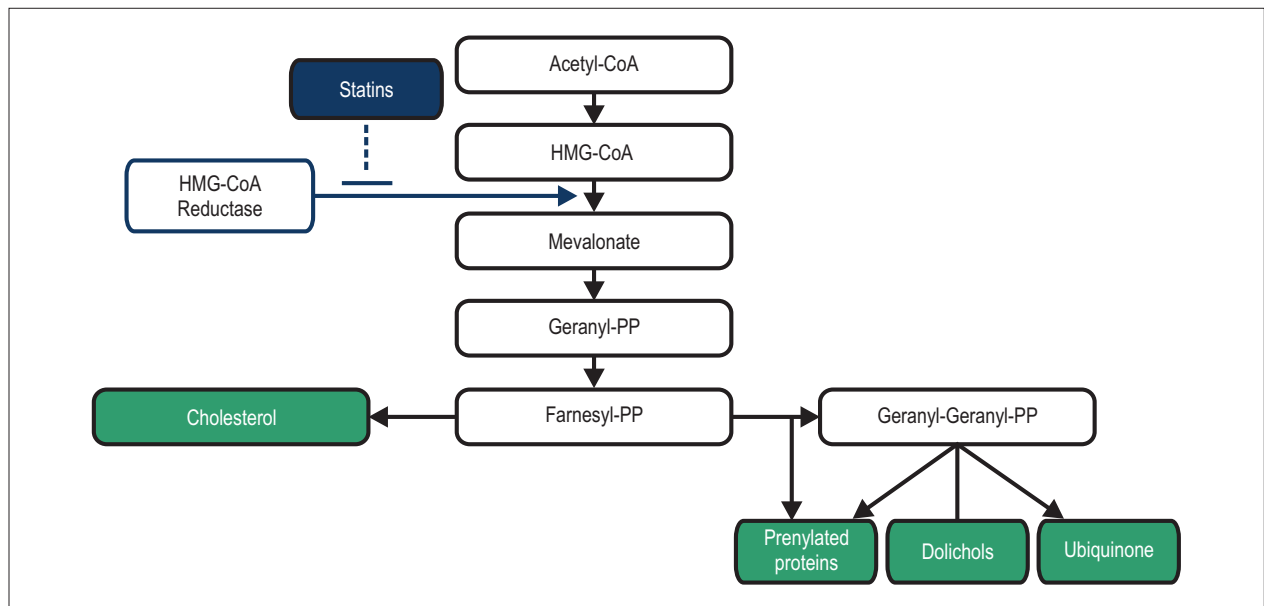 Acetyl-CoA
Statins
HMG-CoA
HMG-CoA
Reductase
Mevalonate
Geranyl-PP
Cholesterol
Farnesyl-PP
Geranyl-Geranyl-PP
Prenylated
proteins
Dolichols
Ubiquinone